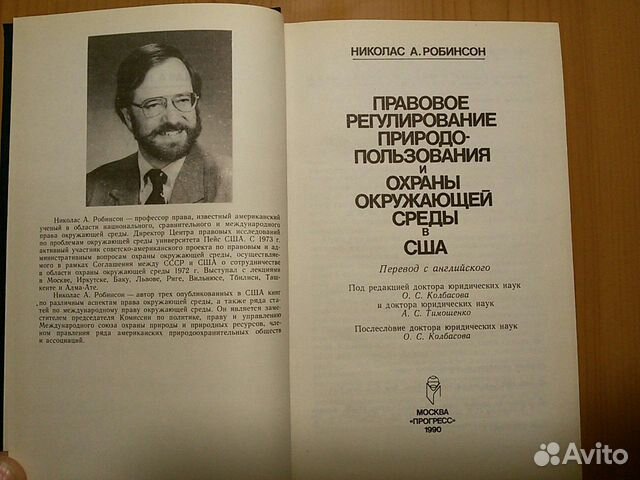 Николас А. Робинсон — профессор права, известный американский
ученый в области национального, сравнительного и международного
права окружающей среды. Директор Центра правовых исследований
по проблемам окружающей среды университета Пейс США. С 1973 г.
активный участник советско-американского проекта по правовым и ад-
министративным вопросам охраны окружающей среды, осуществляемо-
го в рамках Соглашения между СССР и США о сотрудничестве
в области охраны окружающей среды 1972 г. Выступал с лекциями
в Москве, Иркутске, Баку, Львове, Риге, Вильнюсе, Тбилиси, Таш-
кенте и Алма-Ате.
Николас А. Робинсон — автор трех опубликованных в США книг
по различным аспектам права окружающей среды, а также ряда
статей по международному праву окружающей среды. Он является заме-
стителем председателя Комиссии по политике, праву и управлению
Международного союза охраны природы и природных ресурсов, чле-
ном правления ряда американских природоохранительных обществ
и ассоциаций.
НИКОЛАС А. РОБИНСОН
ПРАВОВОЕ
РЕГУЛИРОВАНИЕ
ПРИРОДО-
ПОЛЬЗОВАНИЯ
И
ОХРАНЫ
ОКРУЖАЮЩЕЙ
СРЕДЫ
В
США
Перевод с английского
Под редакцией доктора юридических наук
О. С. Колбасова
и доктора юридических наук
А. С. Тимошенко
Послесловие доктора юридических наук
О. С. Колбасова
МОСКВА
«ПРОГРЕСС»
1990
Avito